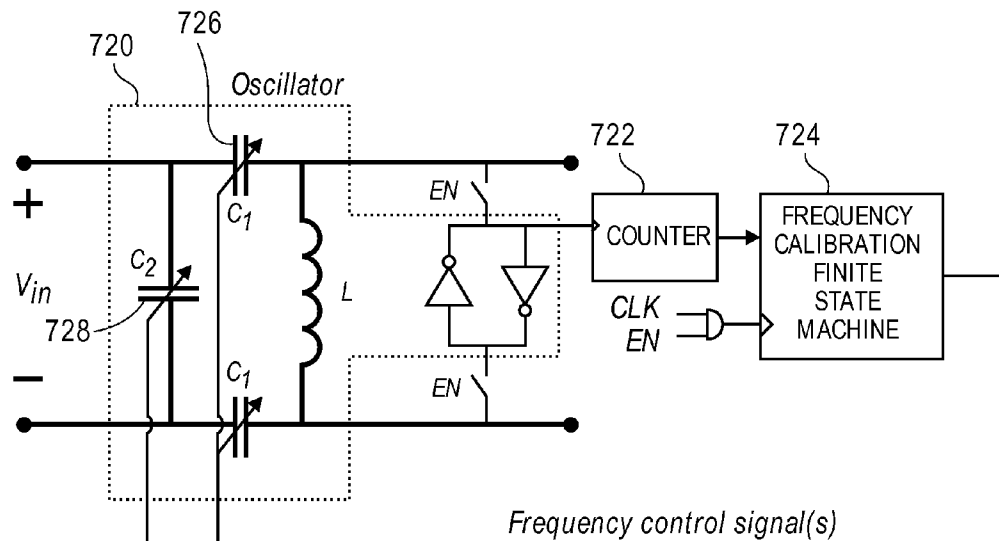 726
720
Oscillator
722
724
EN
+
C1
COUNTER
FREQUENCY
CALIBRATION
FINITE
STATE
MACHINE
C2
Vin
L
728
CLK
EN
−
C1
EN
Frequency control signal(s)